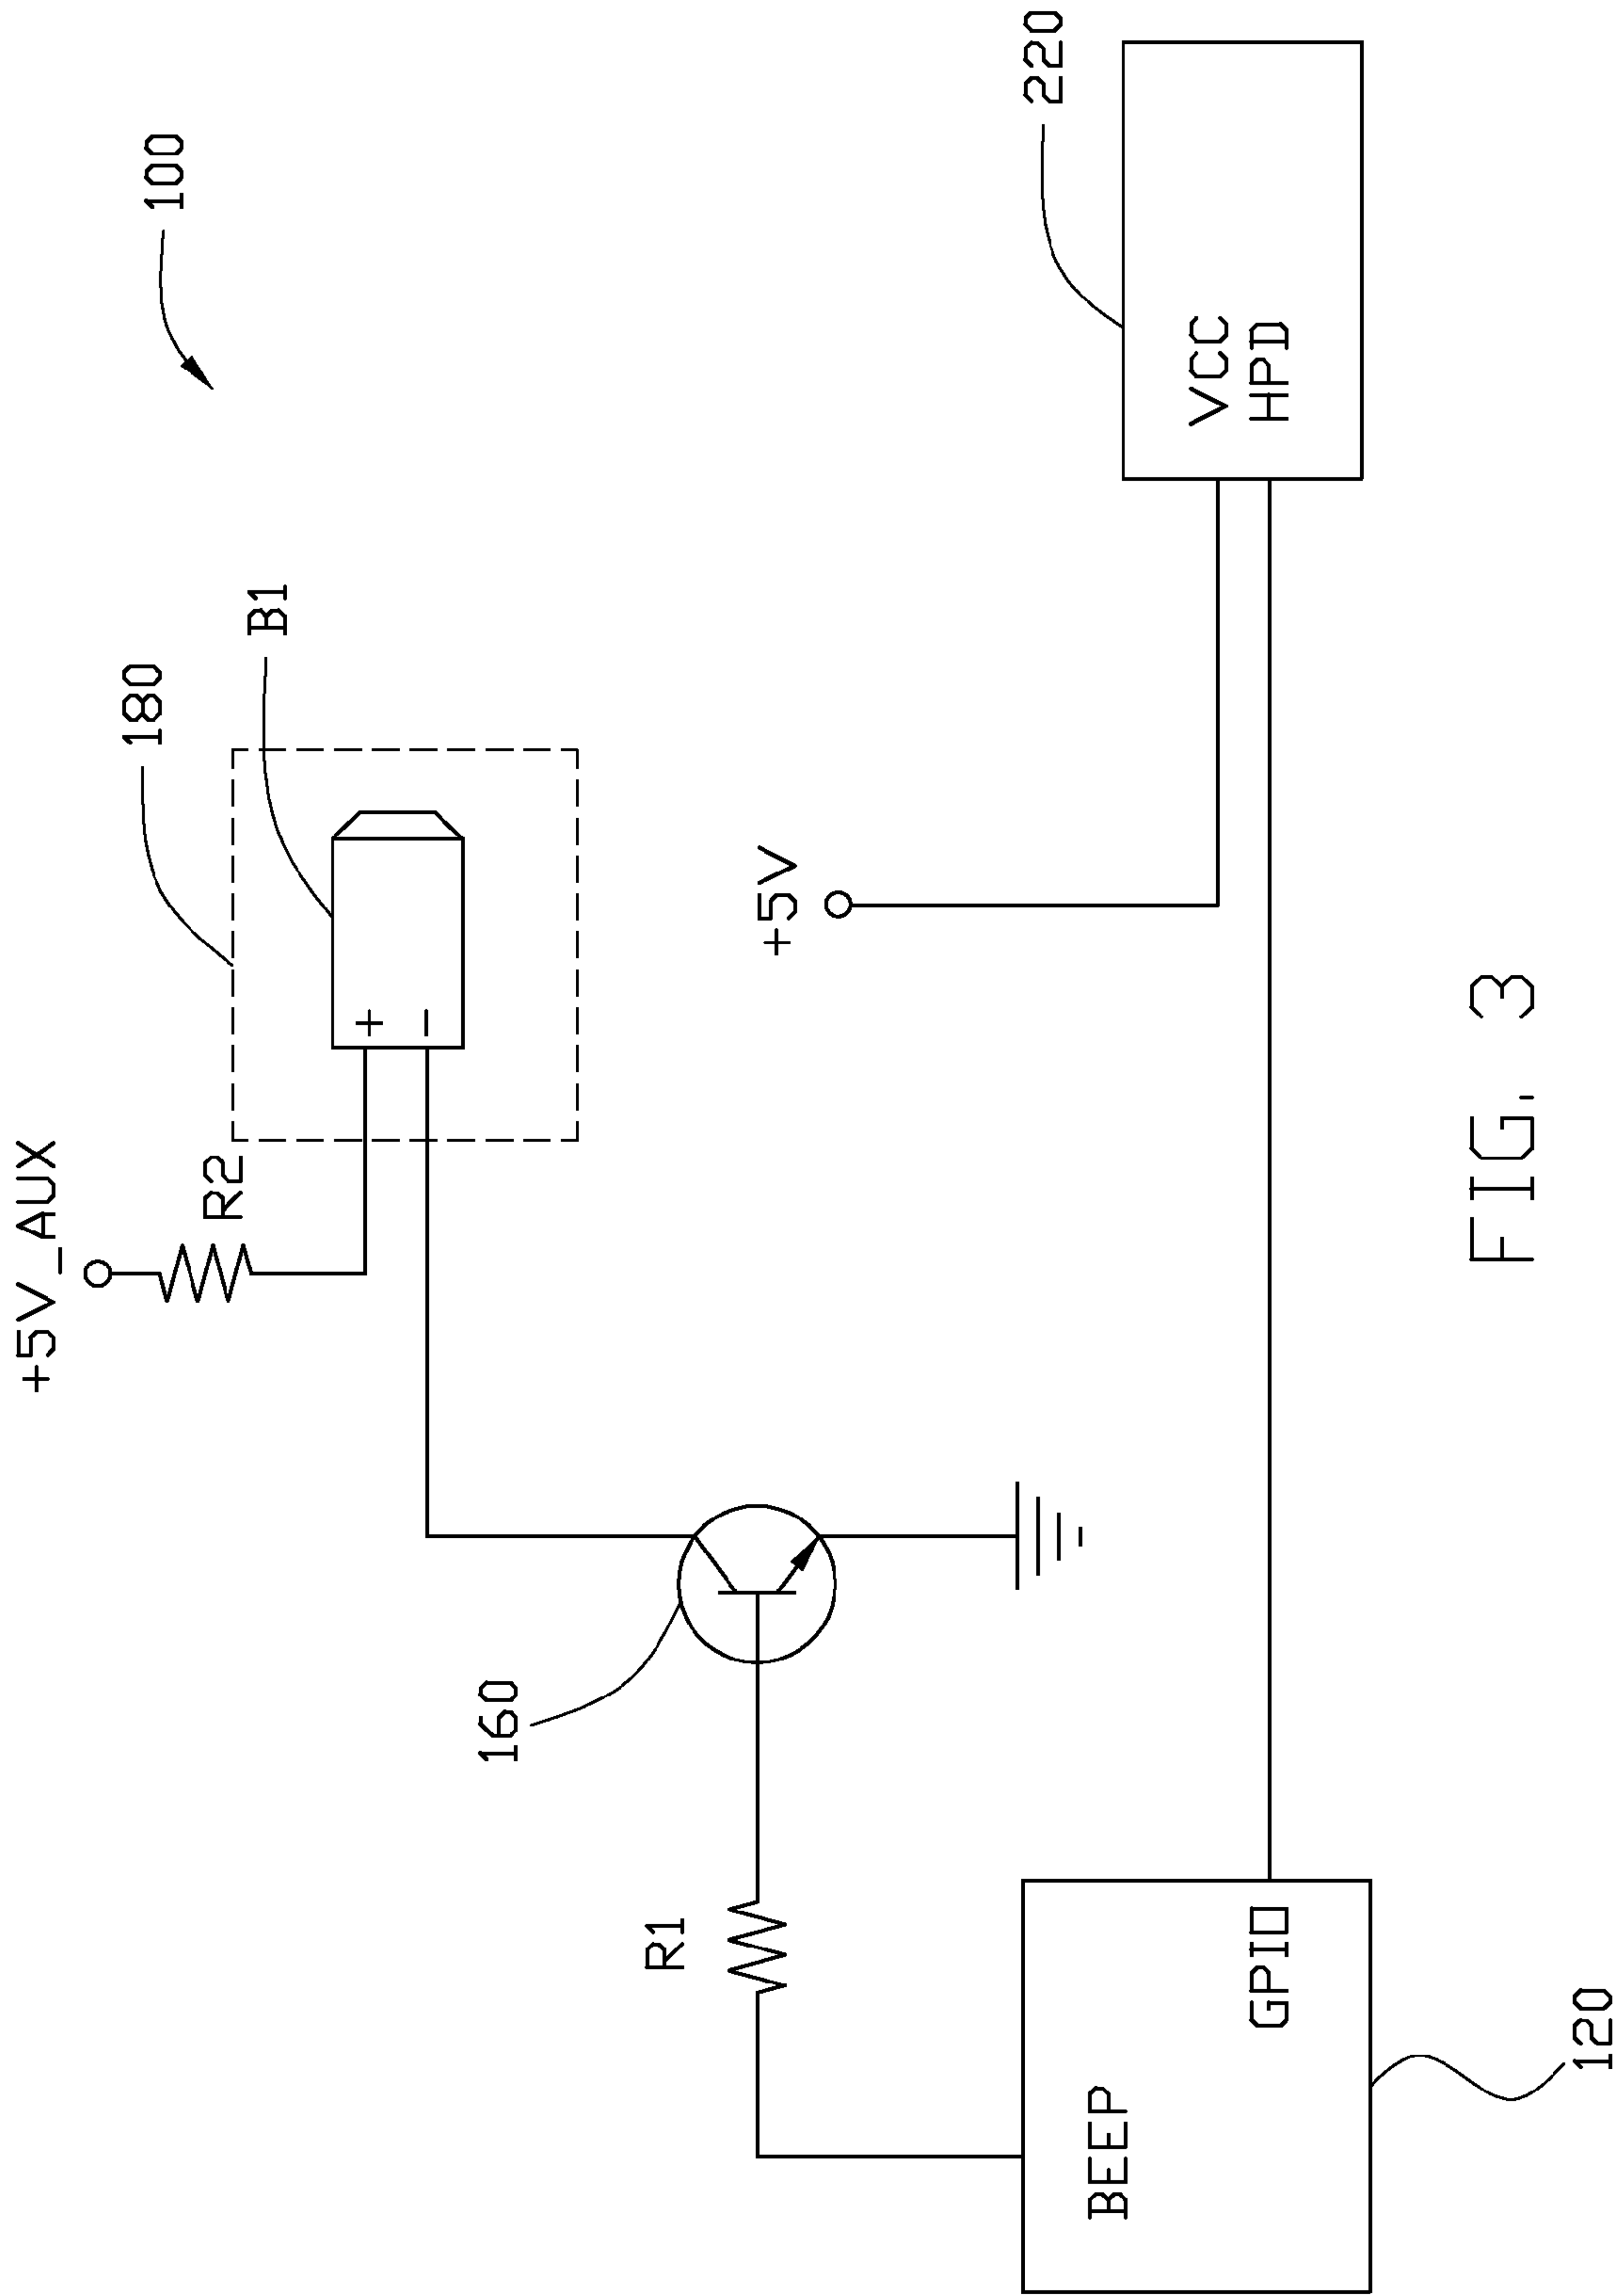 100
+5V_AUX
R2
180
B1
+
-
160
R1
+5V
220
VCC
HPD
BEEP
GPIO
120
FIG. 3